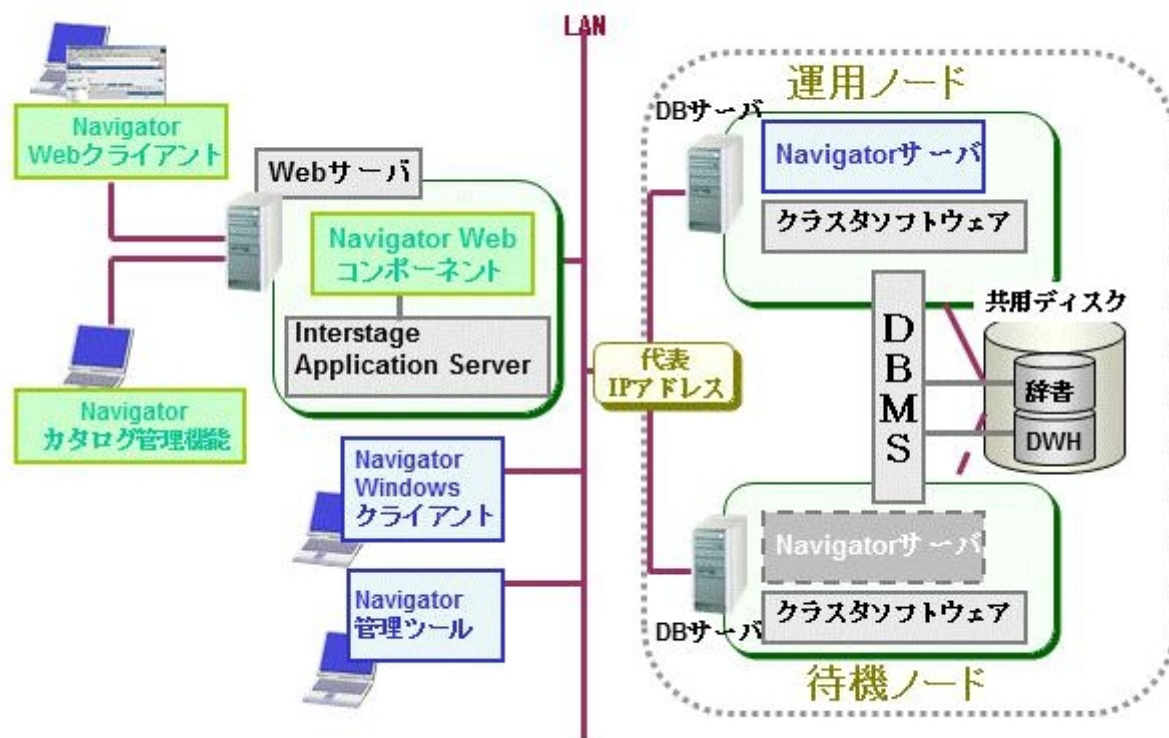 LAN
Navigator
Webクライアント
Webサーバ
Navigator Web
コンポーネント
Interstage
Application Server
Navigator
カタログ管理機能
Navigator
Windows
クライアント
Navigator
管理ツール
代表
IPアドレス
運用ノード
DBサーバ
Navigatorサーバ
クラスタソフトウェア
DBMS
共用ディスク
辞書
DWH
Navigatorサーバ
クラスタソフトウェア
DBサーバ
待機ノード